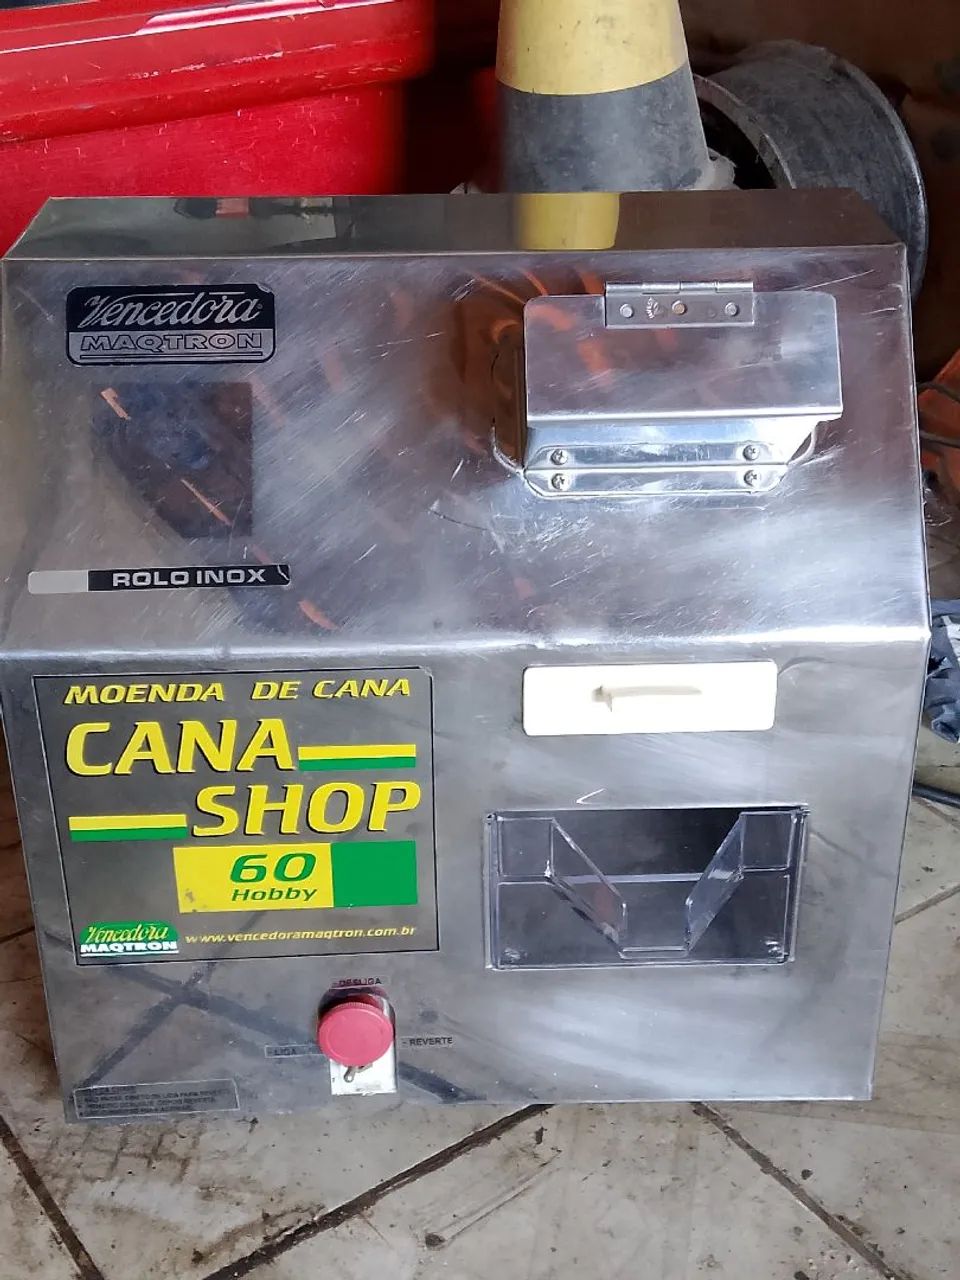 Vencedora
MAQTRON
ROLO INOX
MOENDA DE CANA
CANA
SHOP
60
Hobby
Vencedora
MAQTRON
www.vencedoramaqtron.com.br
- DESLIGA
- LIGA
- REVERTE